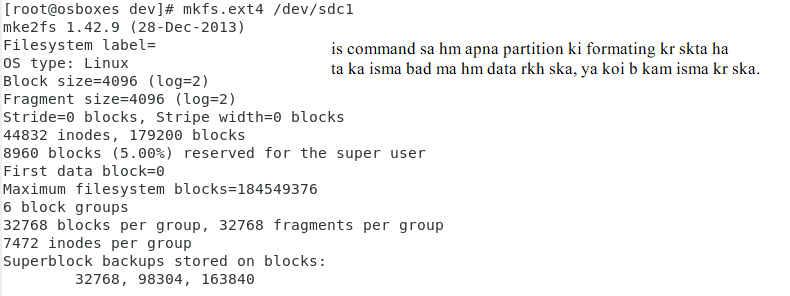 [root@osboxes dev]# mkfs.ext4 /dev/sdc1
mke2fs 1.42.9 (28-Dec-2013)
Filesystem label=
OS type: Linux
Block size=4096 (log=2)
Fragment size=4096 (log=2)
Stride=0 blocks, Stripe width=0 blocks
44832 inodes, 179200 blocks
8960 blocks (5.00%) reserved for the super user
First data block=0
Maximum filesystem blocks=184549376
6 block groups
32768 blocks per group, 32768 fragments per group
7472 inodes per group
Superblock backups stored on blocks:
32768, 98304, 163840
is command sa hm apna partition ki formating kr skta ha
ta ka isma bad ma hm data rkh ska, ya koi b kam isma kr ska.